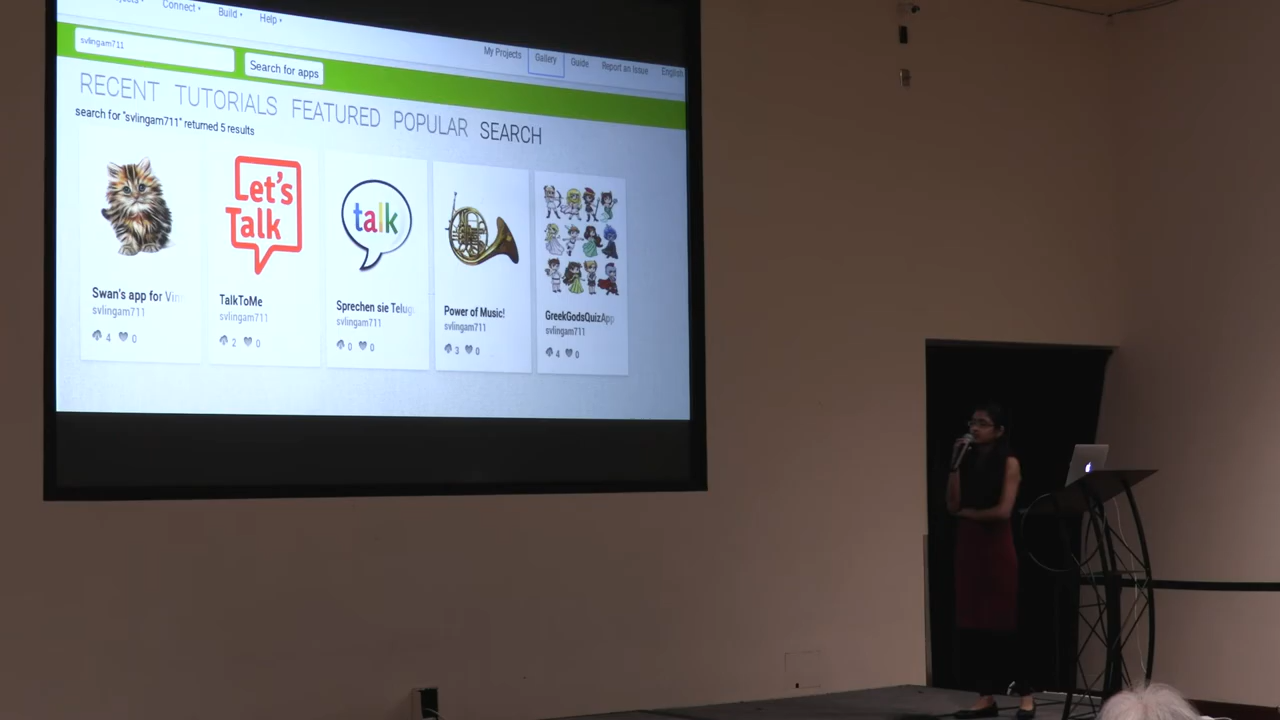 Connect
Build
Help
svlingam711
Search for apps
My Projects
Gallery
Guide
Report an Issue
English
RECENT TUTORIALS FEATURED POPULAR SEARCH
search for "svlingam711" returned 5 results
Let's
Talk
talk
Swan's app for Vin
svlingam711
4 0
TalkToMe
svlingam711
2 0
Sprechen sie Telug
svlingam711
0 0
Power of Music!
svlingam711
3 0
GreekGodsQuizApp
svlingam711
4 0